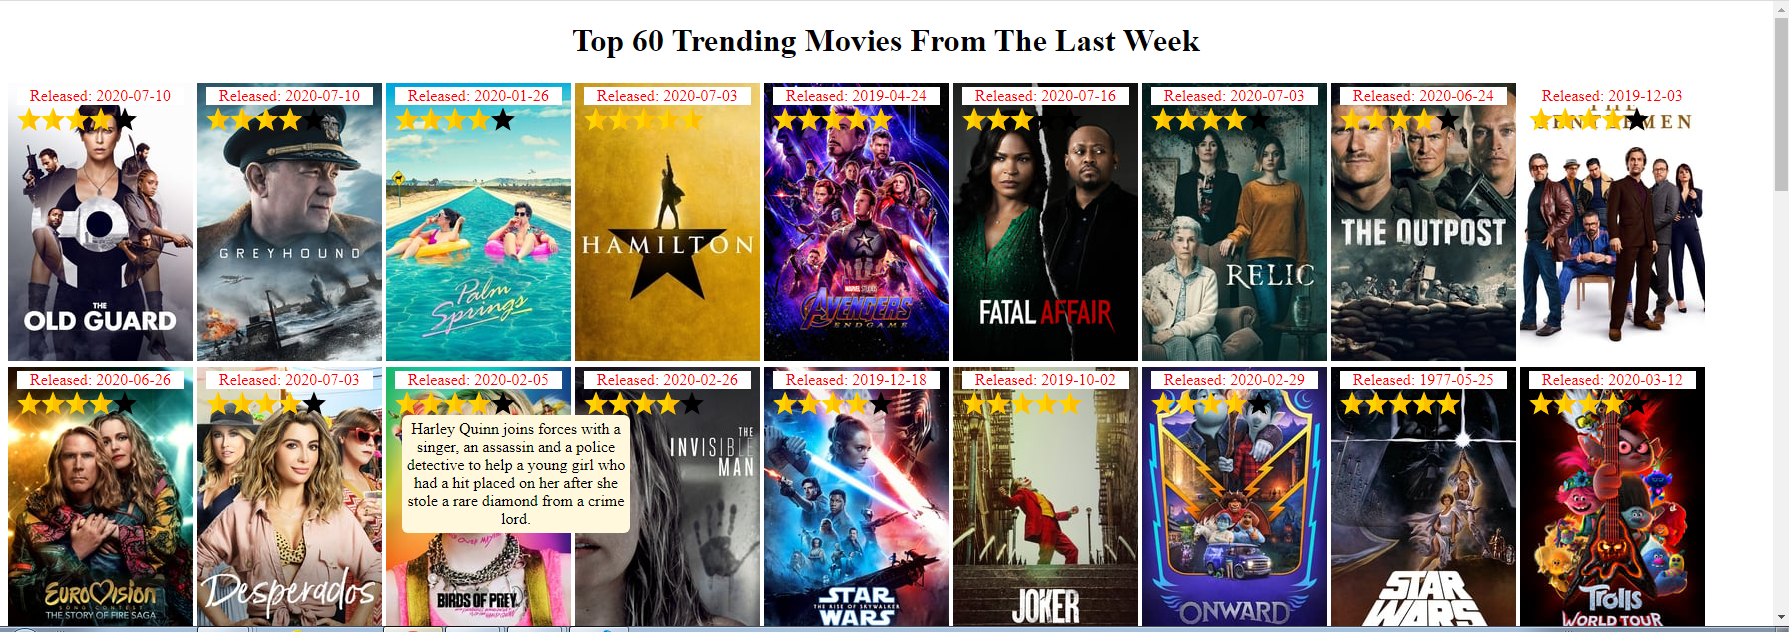 Top 60 Trending Movies From The Last Week
Released: 2020-07-10
Released: 2020-07-10
Released: 2020-01-26
Released: 2020-07-03
Released: 2019-04-24
Released: 2020-07-16
Released: 2020-07-03
Released: 2020-06-24
Released: 2019-12-03
THE
OLD GUARD
GREYHOUND
Palm
Springs
HAMILTON
MARVEL STUDIOS
AVENGERS
ENDGAME
FATAL AFFAIR
RELIC
THE OUTPOST
Released: 2020-06-26
Released: 2020-07-03
Released: 2020-02-05
Released: 2020-02-26
Released: 2019-12-18
Released: 2019-10-02
Released: 2020-02-29
Released: 1977-05-25
Released: 2020-03-12
EUROVISION
SONG CONTEST
THE STORY OF FIRE SAGA
Desperados
Harley Quinn joins forces with a
singer, an assassin and a police
detective to help a young girl who
had a hit placed on her after she
stole a rare diamond from a crime
lord.
BIRDS OF PREY
THE
INVISIBLE
MAN
STAR
THE RISE OF SKYWALKER
WARS
JOKER
ONWARD
STAR
WARS
Trolls
WORLD TOUR